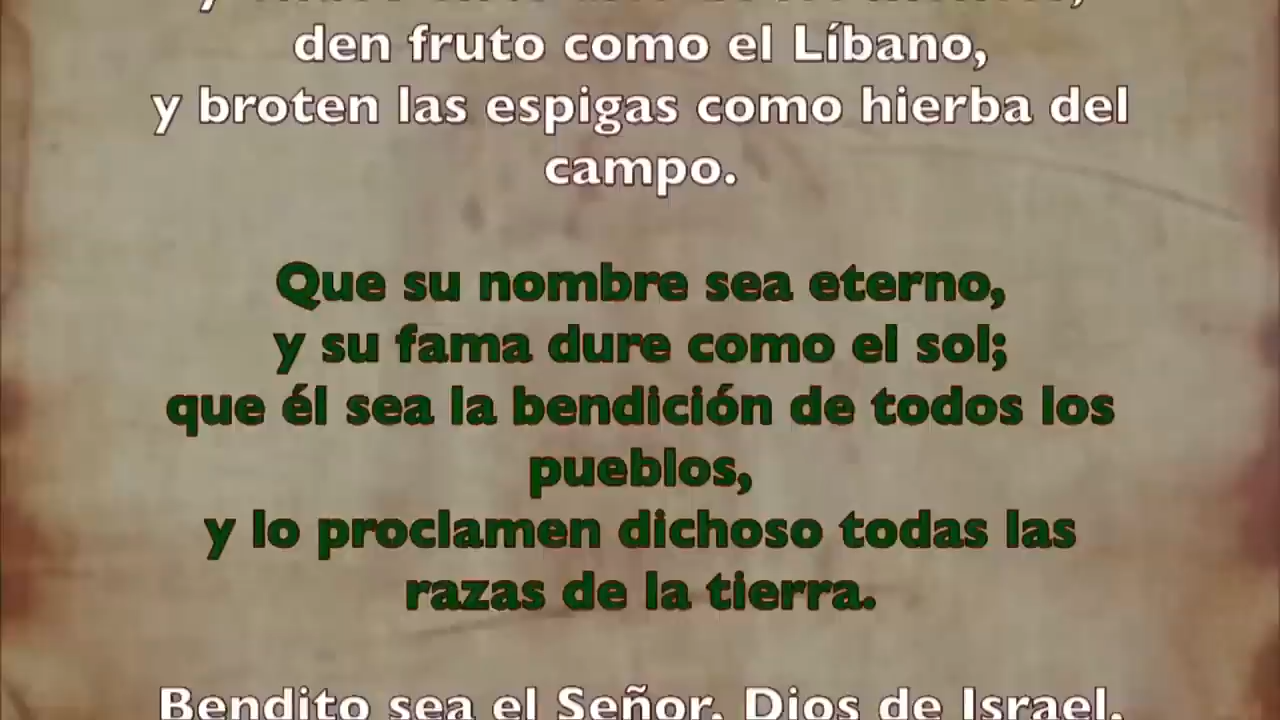 den fruto como el Líbano,
y broten las espigas como hierba del
campo.
Que su nombre sea eterno,
y su fama dure como el sol;
que él sea la bendición de todos los
pueblos,
y lo proclamen dichoso todas las
razas de la tierra.
Bendito sea el Señor, Dios de Israel,